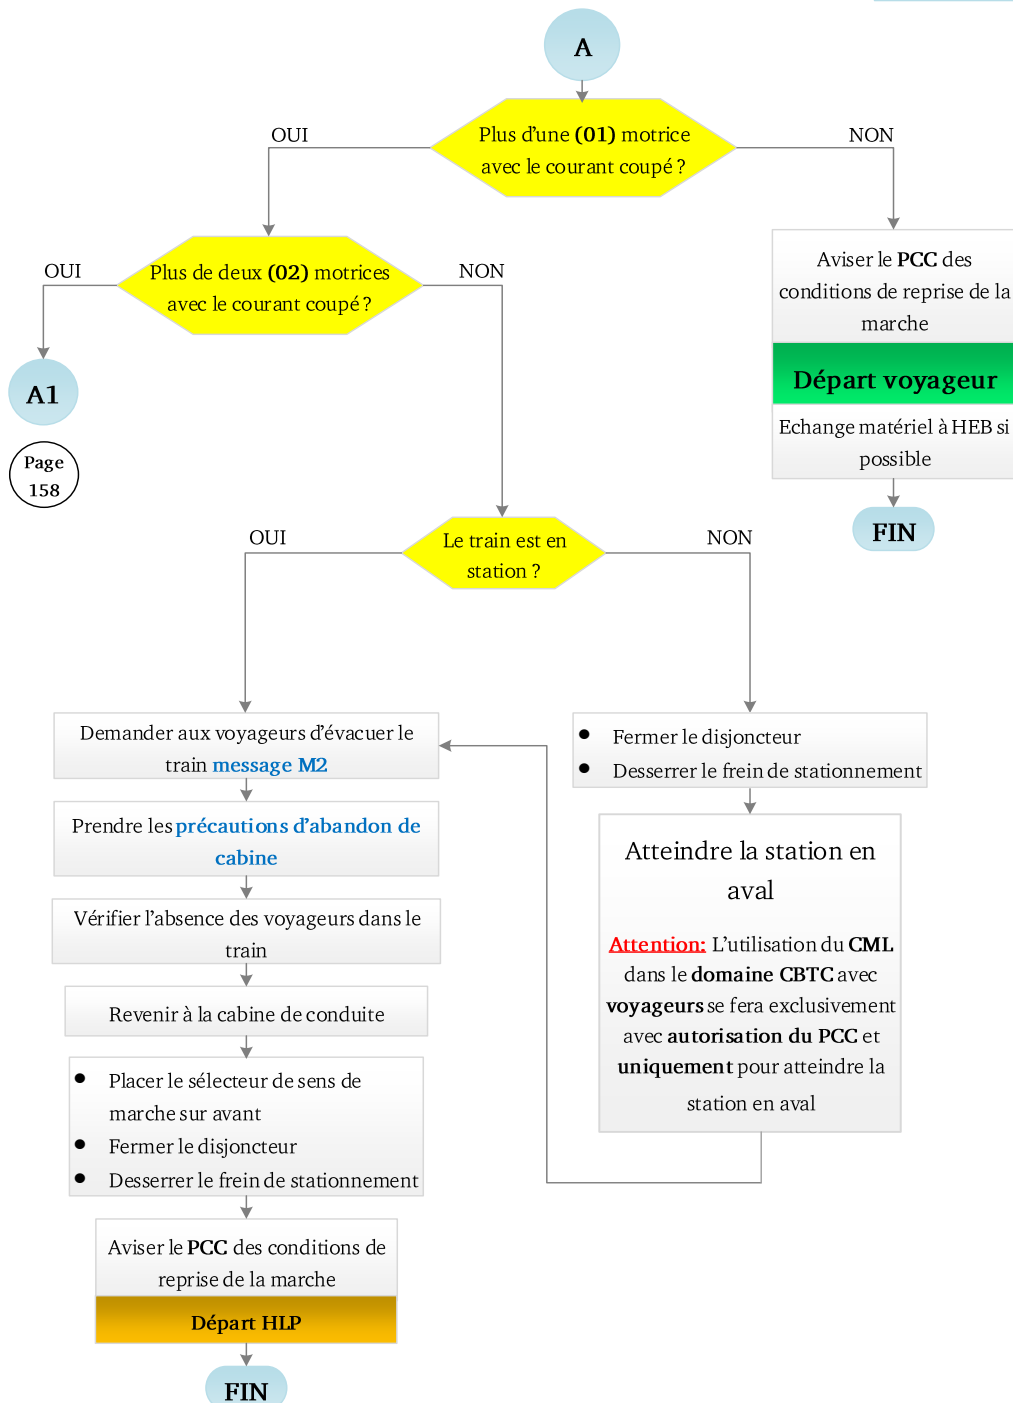 A
Plus d'une (01) motrice
avec le courant coupé ?
OUI
NON
Plus de deux (02) motrices
avec le courant coupé ?
OUI
NON
Aviser le PCC des
conditions de reprise de la
marche
Départ voyageur
Echange matériel à HEB si
possible
FIN
A1
Page
158
Le train est en
station ?
OUI
NON
Demander aux voyageurs d'évacuer le
train message M2
Prendre les précautions d'abandon de
cabine
Vérifier l'absence des voyageurs dans le
train
Revenir à la cabine de conduite
• Placer le sélecteur de sens de
marche sur avant
• Fermer le disjoncteur
• Desserrer le frein de stationnement
Aviser le PCC des conditions de
reprise de la marche
Départ HLP
FIN
• Fermer le disjoncteur
• Desserrer le frein de stationnement
Atteindre la station en
aval
Attention: L'utilisation du CML
dans le domaine CBTC avec
voyageurs se fera exclusivement
avec autorisation du PCC et
uniquement pour atteindre la
station en aval